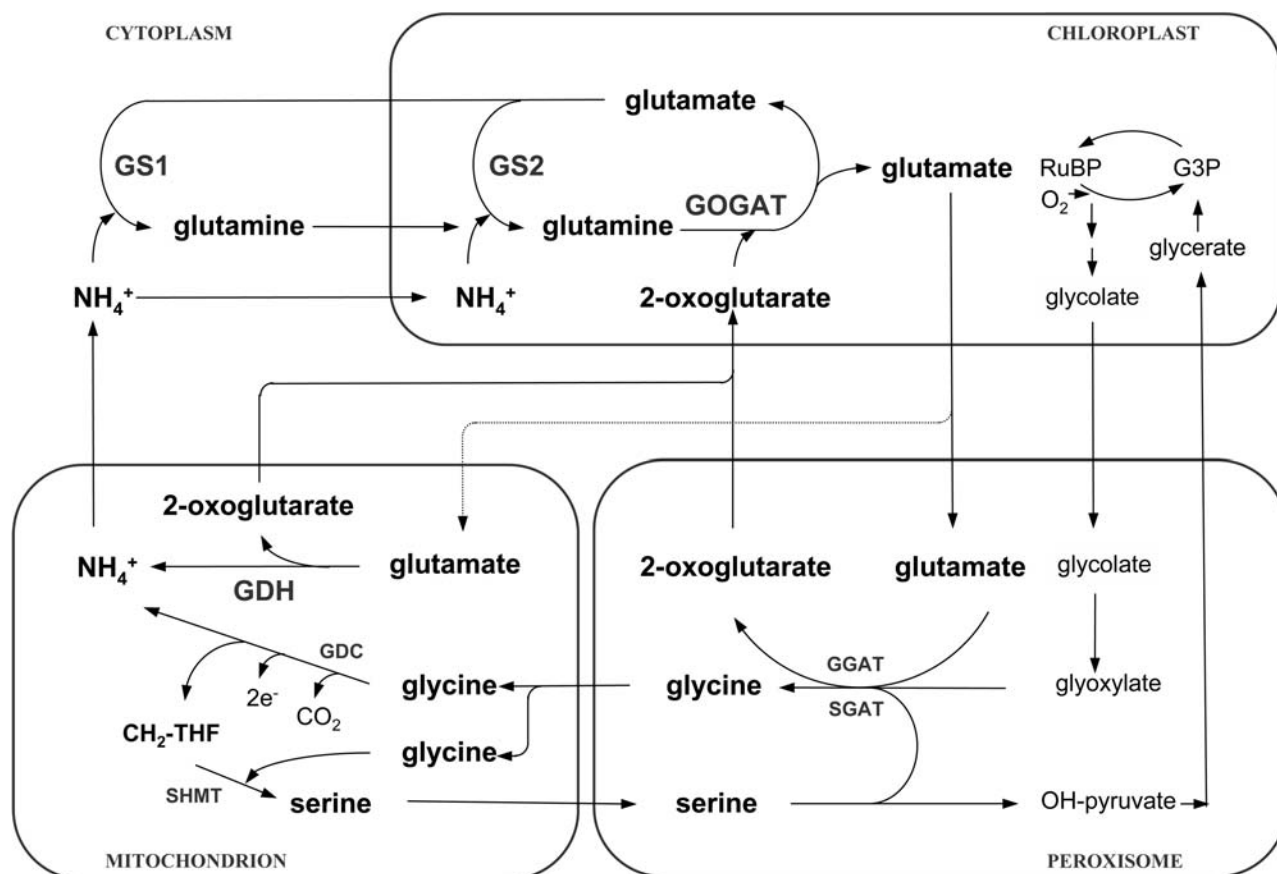 CYTOPLASM
CHLOROPLAST
glutamate
GS1
GS2
glutamate
RuBP
G3P
O₂
GOGAT
glutamine
glutamine
glycerate
NH₄⁺
NH₄⁺
2-oxoglutarate
glycolate
2-oxoglutarate
NH₄⁺
glutamate
GDH
2-oxoglutarate
glutamate
glycolate
GDC
2e⁻
CO₂
glycine
glycine
GGAT
SGAT
glyoxylate
CH₂-THF
glycine
SHMT
serine
serine
OH-pyruvate
MITOCHONDRION
PEROXISOME